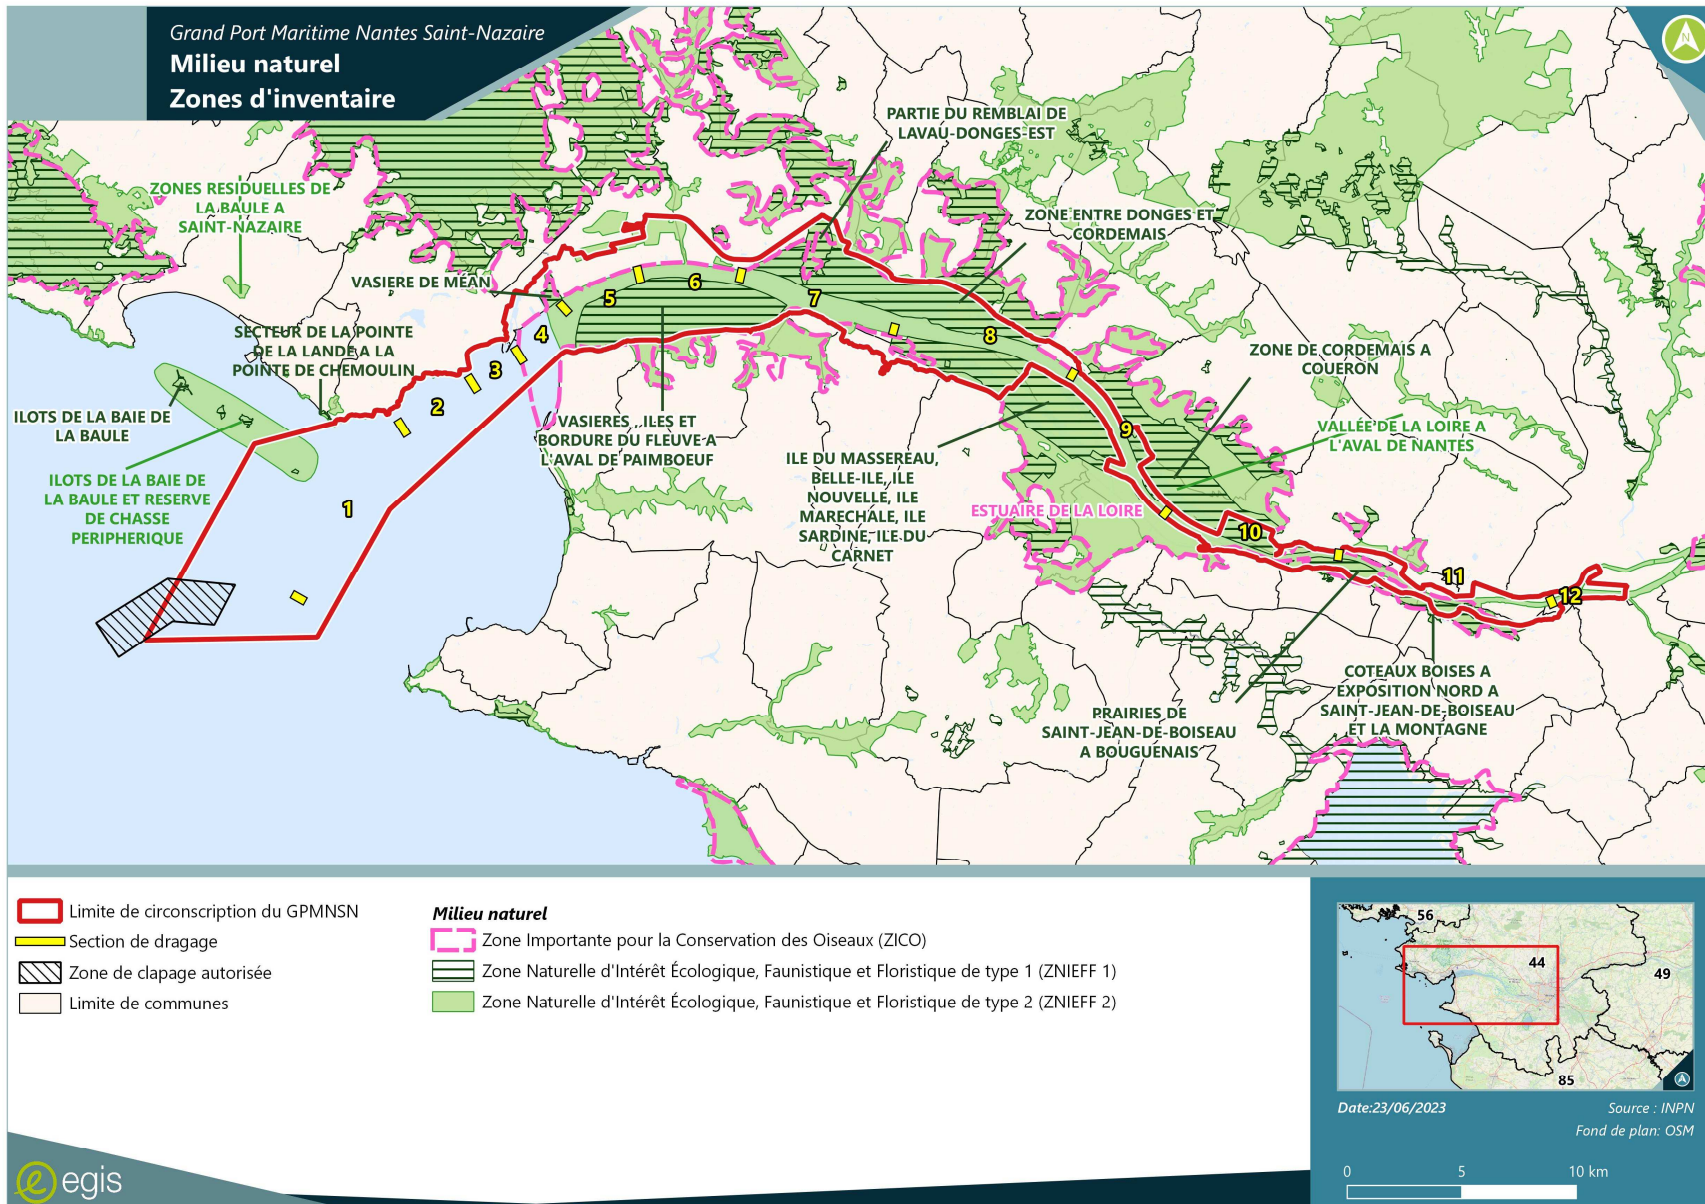 Grand Port Maritime Nantes Saint-Nazaire
Milieu naturel
Zones d'inventaire
N
PARTIE DU REMBLAI DE
LAVAU-DONGES-EST
ZONES RESIDUELLES DE
LA BAULE A
SAINT-NAZAIRE
ZONE ENTRE DONGES ET
CORDEMAIS
VASIERE DE MÉAN
SECTEUR DE LA POINTE
DE LA LANDE A LA
POINTE DE CHEMOULIN
ZONE DE CORDEMAIS A
COUERON
ILOTS DE LA BAIE DE
LA BAULE
VASIERES, ILES ET
BORDURE DU FLEUVE A
L'AVAL DE PAIMBOEUF
VALLÉE DE LA LOIRE A
L'AVAL DE NANTES
ILE DU MASSEREAU,
BELLE-ILE, ILE
NOUVELLE, ILE
MARECHALE, ILE
SARDINE, ILE DU
CARNET
ILOTS DE LA BAIE DE
LA BAULE ET RESERVE
DE CHASSE
PERIPHERIQUE
ESTUAIRE DE LA LOIRE
1
2
3
4
5
6
7
8
9
10
11
12
PRAIRIES DE
SAINT-JEAN-DE-BOISEAU
A BOUGUENAIS
COTEAUX BOISES A
EXPOSITION NORD A
SAINT-JEAN-DE-BOISEAU
ET LA MONTAGNE
Limite de circonscription du GPMNSN
Section de dragage
Zone de clapage autorisée
Limite de communes
Milieu naturel
Zone Importante pour la Conservation des Oiseaux (ZICO)
Zone Naturelle d'Intérêt Écologique, Faunistique et Floristique de type 1 (ZNIEFF 1)
Zone Naturelle d'Intérêt Écologique, Faunistique et Floristique de type 2 (ZNIEFF 2)
56
44
49
85
Date:23/06/2023
Source : INPN
Fond de plan: OSM
0 5 10 km
egis